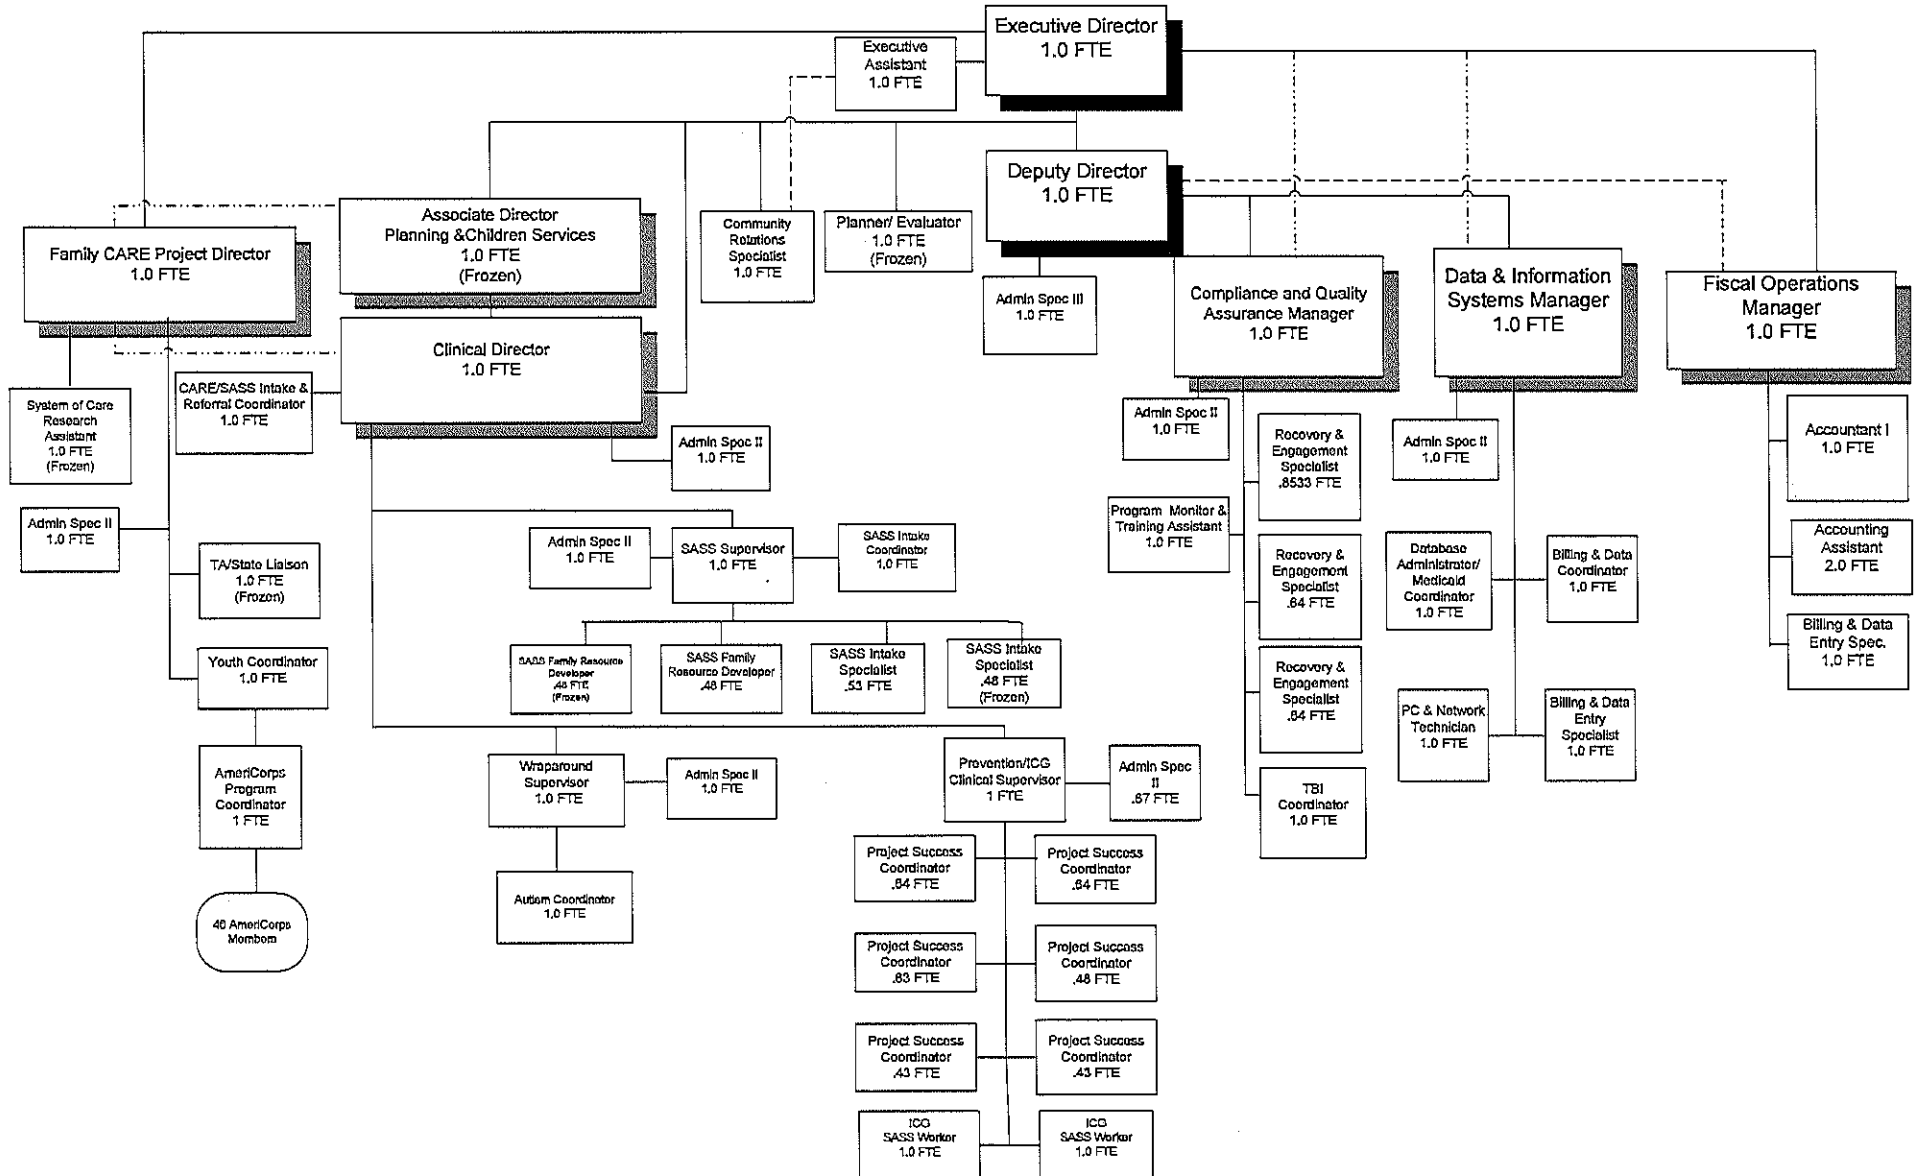 Executive Director
1.0 FTE
Executive
Assistant
1.0 FTE
Deputy Director
1.0 FTE
Associate Director
Planning &Children Services
1.0 FTE
(Frozen)
Community
Relations
Specialist
1.0 FTE
Planner/ Evaluator
1.0 FTE
(Frozen)
Family CARE Project Director
1.0 FTE
Admin Spec III
1.0 FTE
Compliance and Quality
Assurance Manager
1.0 FTE
Data & Information
Systems Manager
1.0 FTE
Fiscal Operations
Manager
1.0 FTE
Clinical Director
1.0 FTE
System of Care
Research
Assistant
1.0 FTE
(Frozen)
CARE/SASS Intake &
Referral Coordinator
1.0 FTE
Admin Spec II
1.0 FTE
Admin Spec II
1.0 FTE
Recovery &
Engagement
Specialist
.8533 FTE
Admin Spec II
1.0 FTE
Accountant I
1.0 FTE
Admin Spec II
1.0 FTE
TA/State Liaison
1.0 FTE
(Frozen)
Admin Spec II
1.0 FTE
SASS Supervisor
1.0 FTE
SASS Intake
Coordinator
1.0 FTE
Program Monitor &
Training Assistant
1.0 FTE
Recovery &
Engagement
Specialist
.64 FTE
Database
Administrator/
Medicaid
Coordinator
1.0 FTE
Billing & Data
Coordinator
1.0 FTE
Accounting
Assistant
2.0 FTE
Youth Coordinator
1.0 FTE
SASS Family Resource
Developer
.48 FTE
(Frozen)
SASS Family
Resource Developer
.48 FTE
SASS Intake
Specialist
.53 FTE
SASS Intake
Specialist
.48 FTE
(Frozen)
Recovery &
Engagement
Specialist
.64 FTE
Billing & Data
Entry Spec.
1.0 FTE
PC & Network
Technician
1.0 FTE
Billing & Data
Entry
Specialist
1.0 FTE
AmeriCorps
Program
Coordinator
1 FTE
Wraparound
Supervisor
1.0 FTE
Admin Spec II
1.0 FTE
Prevention/ICG
Clinical Supervisor
1 FTE
Admin Spec
II
.67 FTE
TBI
Coordinator
1.0 FTE
40 AmeriCorps
Members
Autism Coordinator
1.0 FTE
Project Success
Coordinator
.64 FTE
Project Success
Coordinator
.64 FTE
Project Success
Coordinator
.63 FTE
Project Success
Coordinator
.48 FTE
Project Success
Coordinator
.43 FTE
Project Success
Coordinator
.43 FTE
ICG
SASS Worker
1.0 FTE
ICG
SASS Worker
1.0 FTE